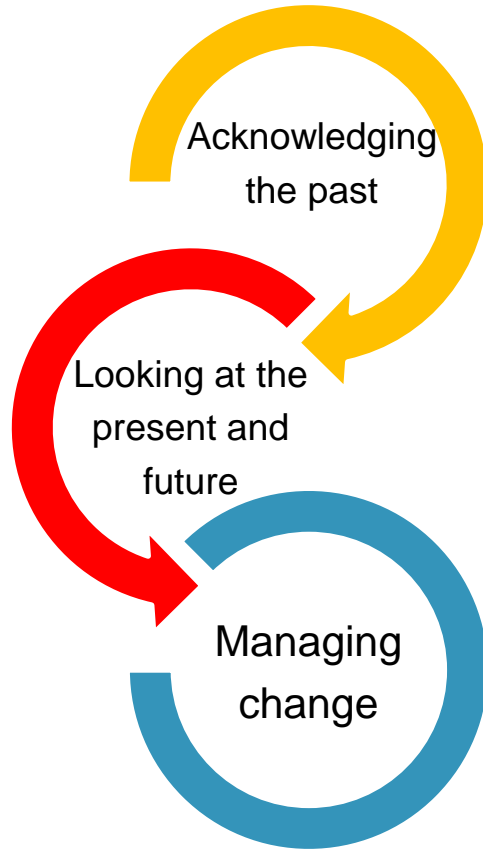 Acknowledging
the past
Looking at the
present and
future
Managing
change